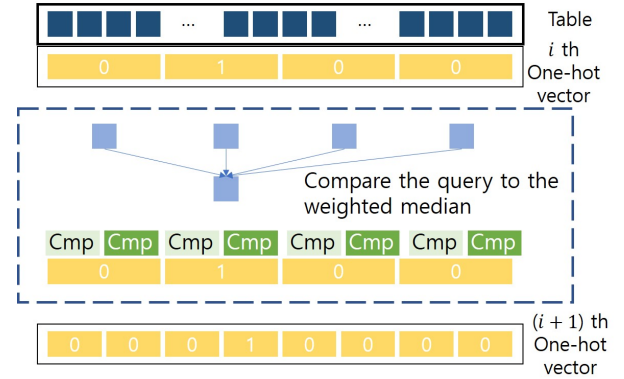 ... ... Table
𝑖 th
One-hot
vector
0 1 0 0
Compare the query to the
weighted median
Cmp Cmp Cmp Cmp Cmp Cmp Cmp Cmp
0 1 0 0
(𝑖 + 1) th
One-hot
vector
0 0 0 1 0 0 0 0